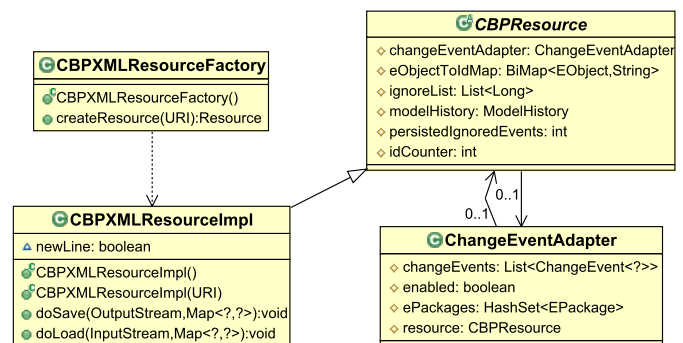 CBPXMLResourceFactory
CBPXMLResourceFactory()
createResource(URI):Resource
CBPResource
changeEventAdapter: ChangeEventAdapter
eObjectToIdMap: BiMap<EObject,String>
ignoreList: List<Long>
modelHistory: ModelHistory
persistedIgnoredEvents: int
idCounter: int
0..1
0..1
CBPXMLResourceImpl
newLine: boolean
CBPXMLResourceImpl()
CBPXMLResourceImpl(URI)
doSave(OutputStream,Map<?,?>):void
doLoad(InputStream,Map<?,?>):void
ChangeEventAdapter
changeEvents: List<ChangeEvent<?>>
enabled: boolean
ePackages: HashSet<EPackage>
resource: CBPResource